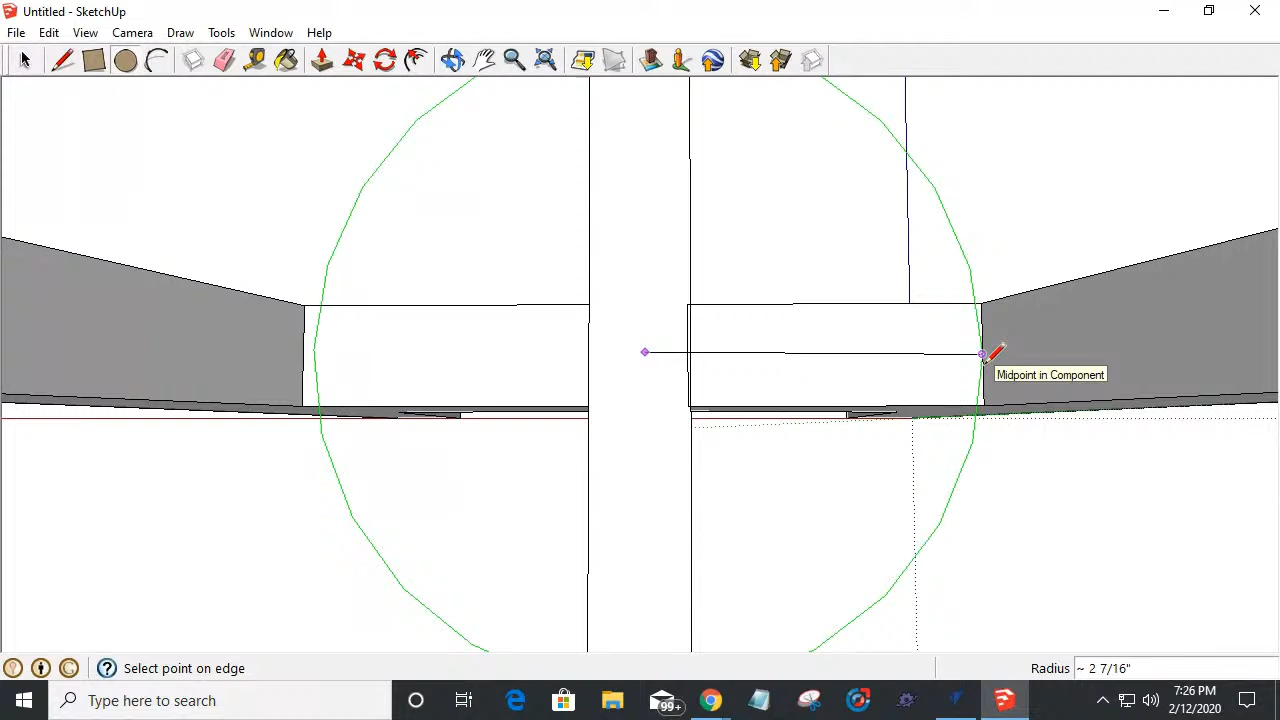 Untitled - SketchUp
File Edit View Camera Draw Tools Window Help
Midpoint in Component
Select point on edge
Radius ~ 2 7/16"
Type here to search
99+
7:26 PM
2/12/2020